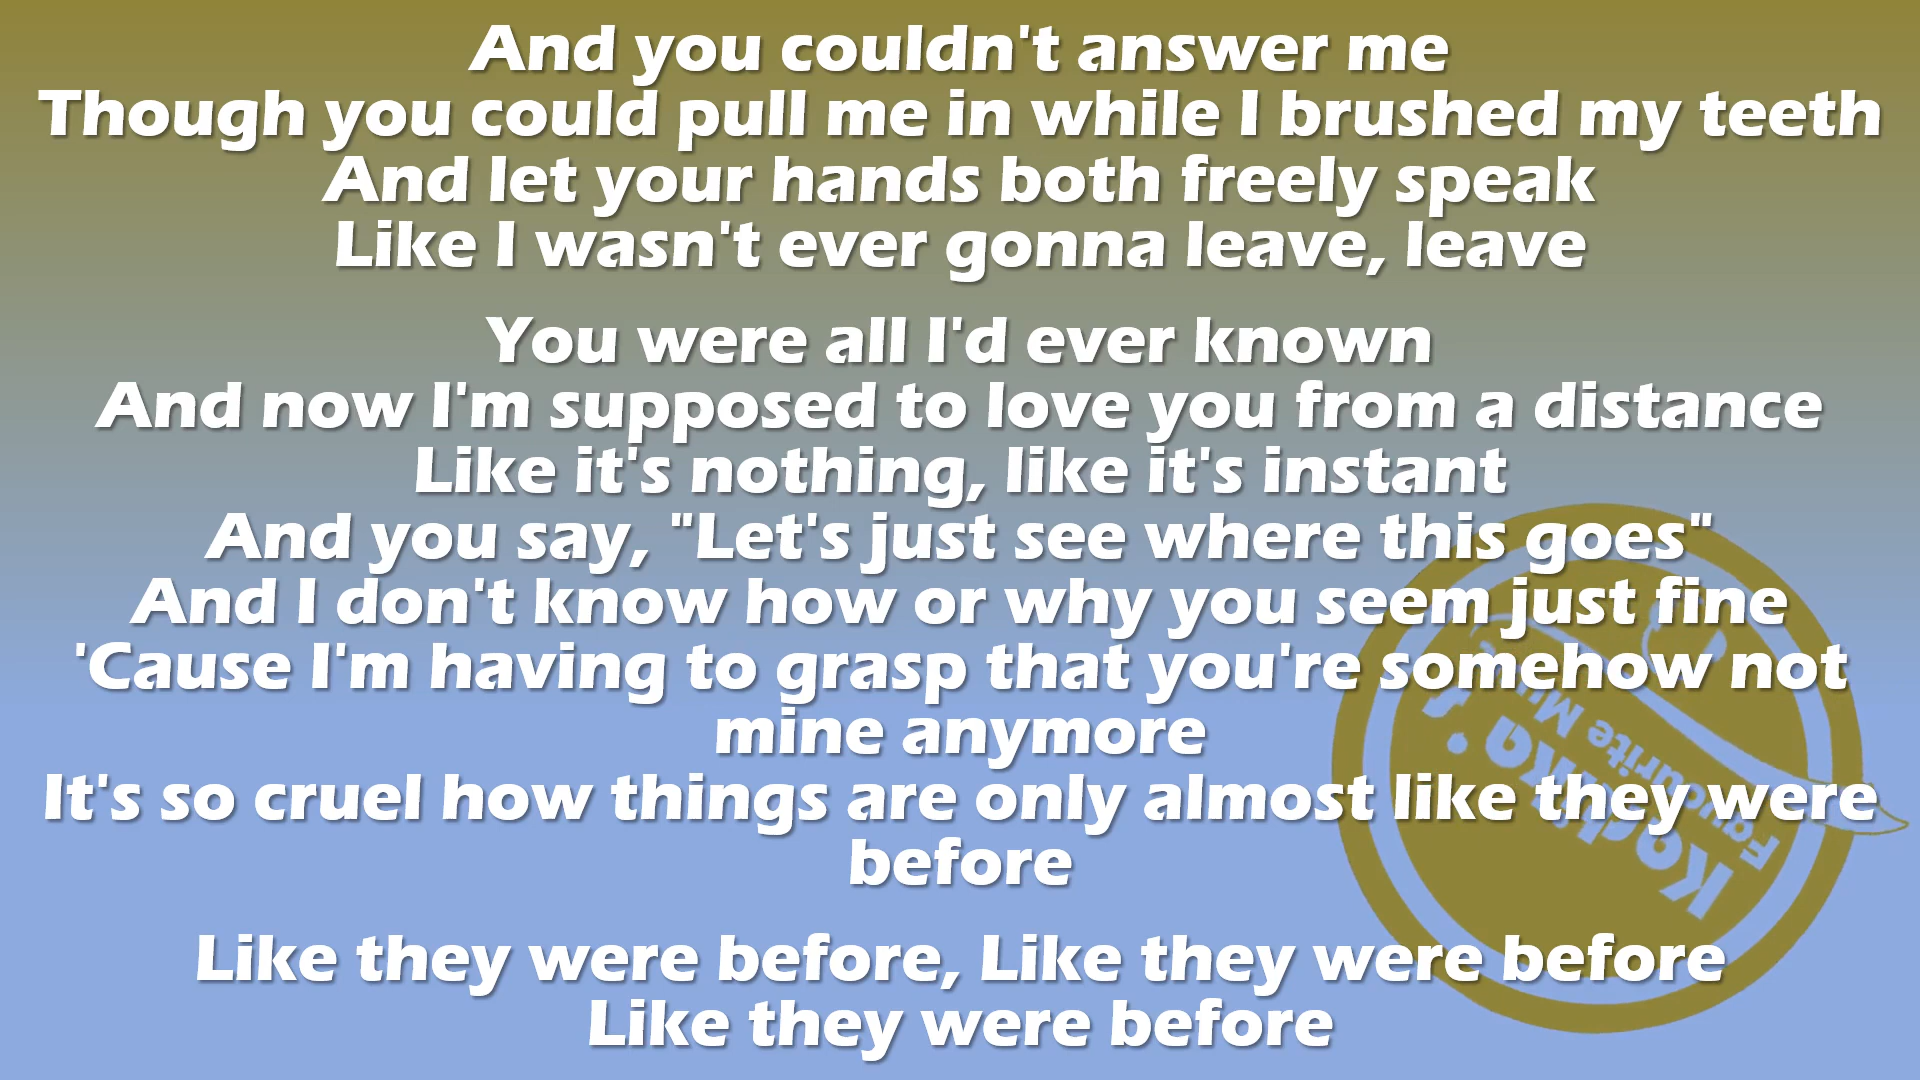 And you couldn't answer me
Though you could pull me in while I brushed my teeth
And let your hands both freely speak
Like I wasn't ever gonna leave, leave
You were all I'd ever known
And now I'm supposed to love you from a distance
Like it's nothing, like it's instant
And you say, "Let's just see where this goes"
And I don't know how or why you seem just fine
'Cause I'm having to grasp that you're somehow not
mine anymore
It's so cruel how things are only almost like they were
before
Like they were before, Like they were before
Like they were before